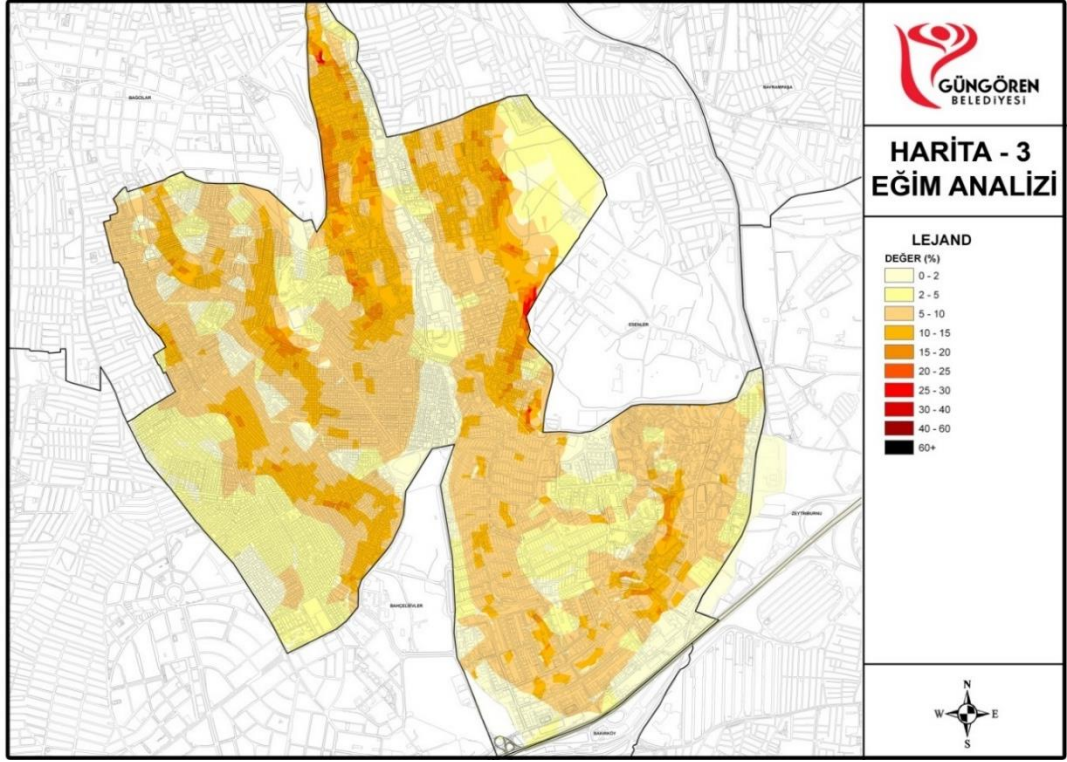 GÜNGÖREN
BELEDİYESİ
HARİTA - 3
EĞİM ANALİZİ
LEJAND
DEĞER (%)
0 - 2
2 - 5
5 - 10
10 - 15
15 - 20
20 - 25
25 - 30
30 - 40
40 - 60
60+
BAĞCILAR
BAYRAMPAŞA
ESENLER
ZEYTİNBURNU
BAHÇELİEVLER
BAKIRKÖY
N
W
E
S